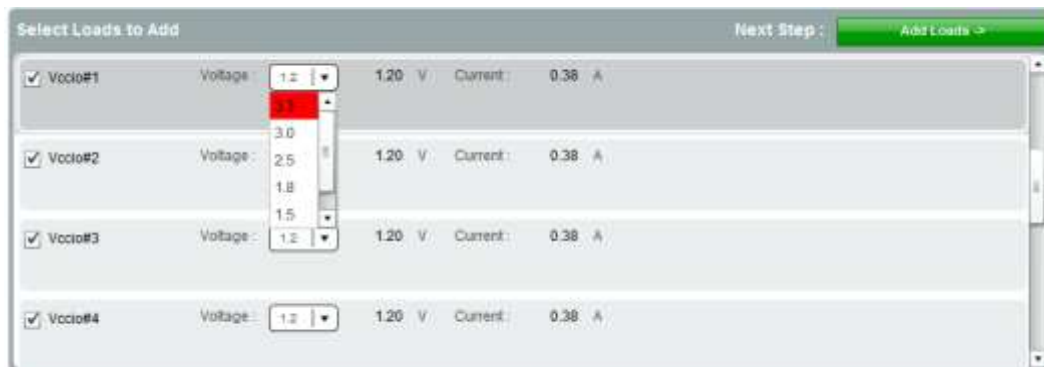 Select Loads to Add Next Step : Add Loads ->
Vccio#1 Voltage : 1.2 1.20 V Current : 0.38 A
3.0
Vccio#2 Voltage : 2.5 1.20 V Current : 0.38 A
1.8
1.5
Vccio#3 Voltage : 1.2 1.20 V Current : 0.38 A
Vccio#4 Voltage : 1.2 1.20 V Current : 0.38 A